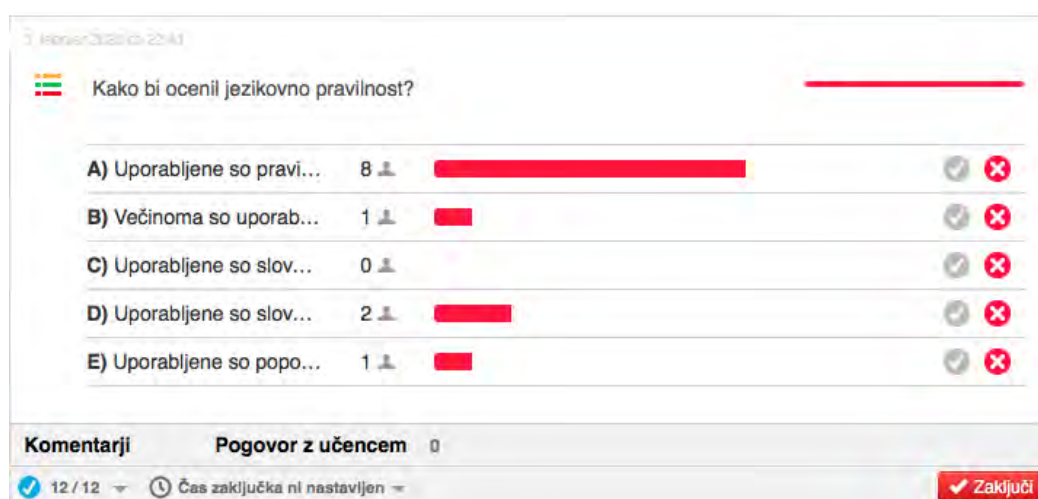 Kako bi ocenil jezikovno pravilnost?
A) Uporabljene so pravi... 8
B) Večinoma so uporab... 1
C) Uporabljene so slov... 0
D) Uporabljene so slov... 2
E) Uporabljene so popo... 1
Komentarji Pogovor z učencem 0
12 / 12 Čas zaključka ni nastavljen
Zaključi